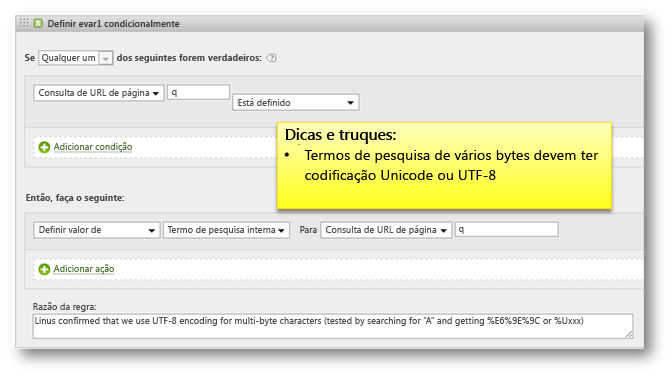 Definir evar1 condicionalmente
Se Qualquer um dos seguintes forem verdadeiros:
Consulta de URL de página q Está definido
Adicionar condição
Dicas e truques:
• Termos de pesquisa de vários bytes devem ter
codificação Unicode ou UTF-8
Então, faça o seguinte:
Definir valor de Termo de pesquisa interna Para Consulta de URL de página q
Adicionar ação
Razão da regra:
Linus confirmed that we use UTF-8 encoding for multi-byte characters (tested by searching for “A” and getting %E6%9E%9C or %Uxxx)